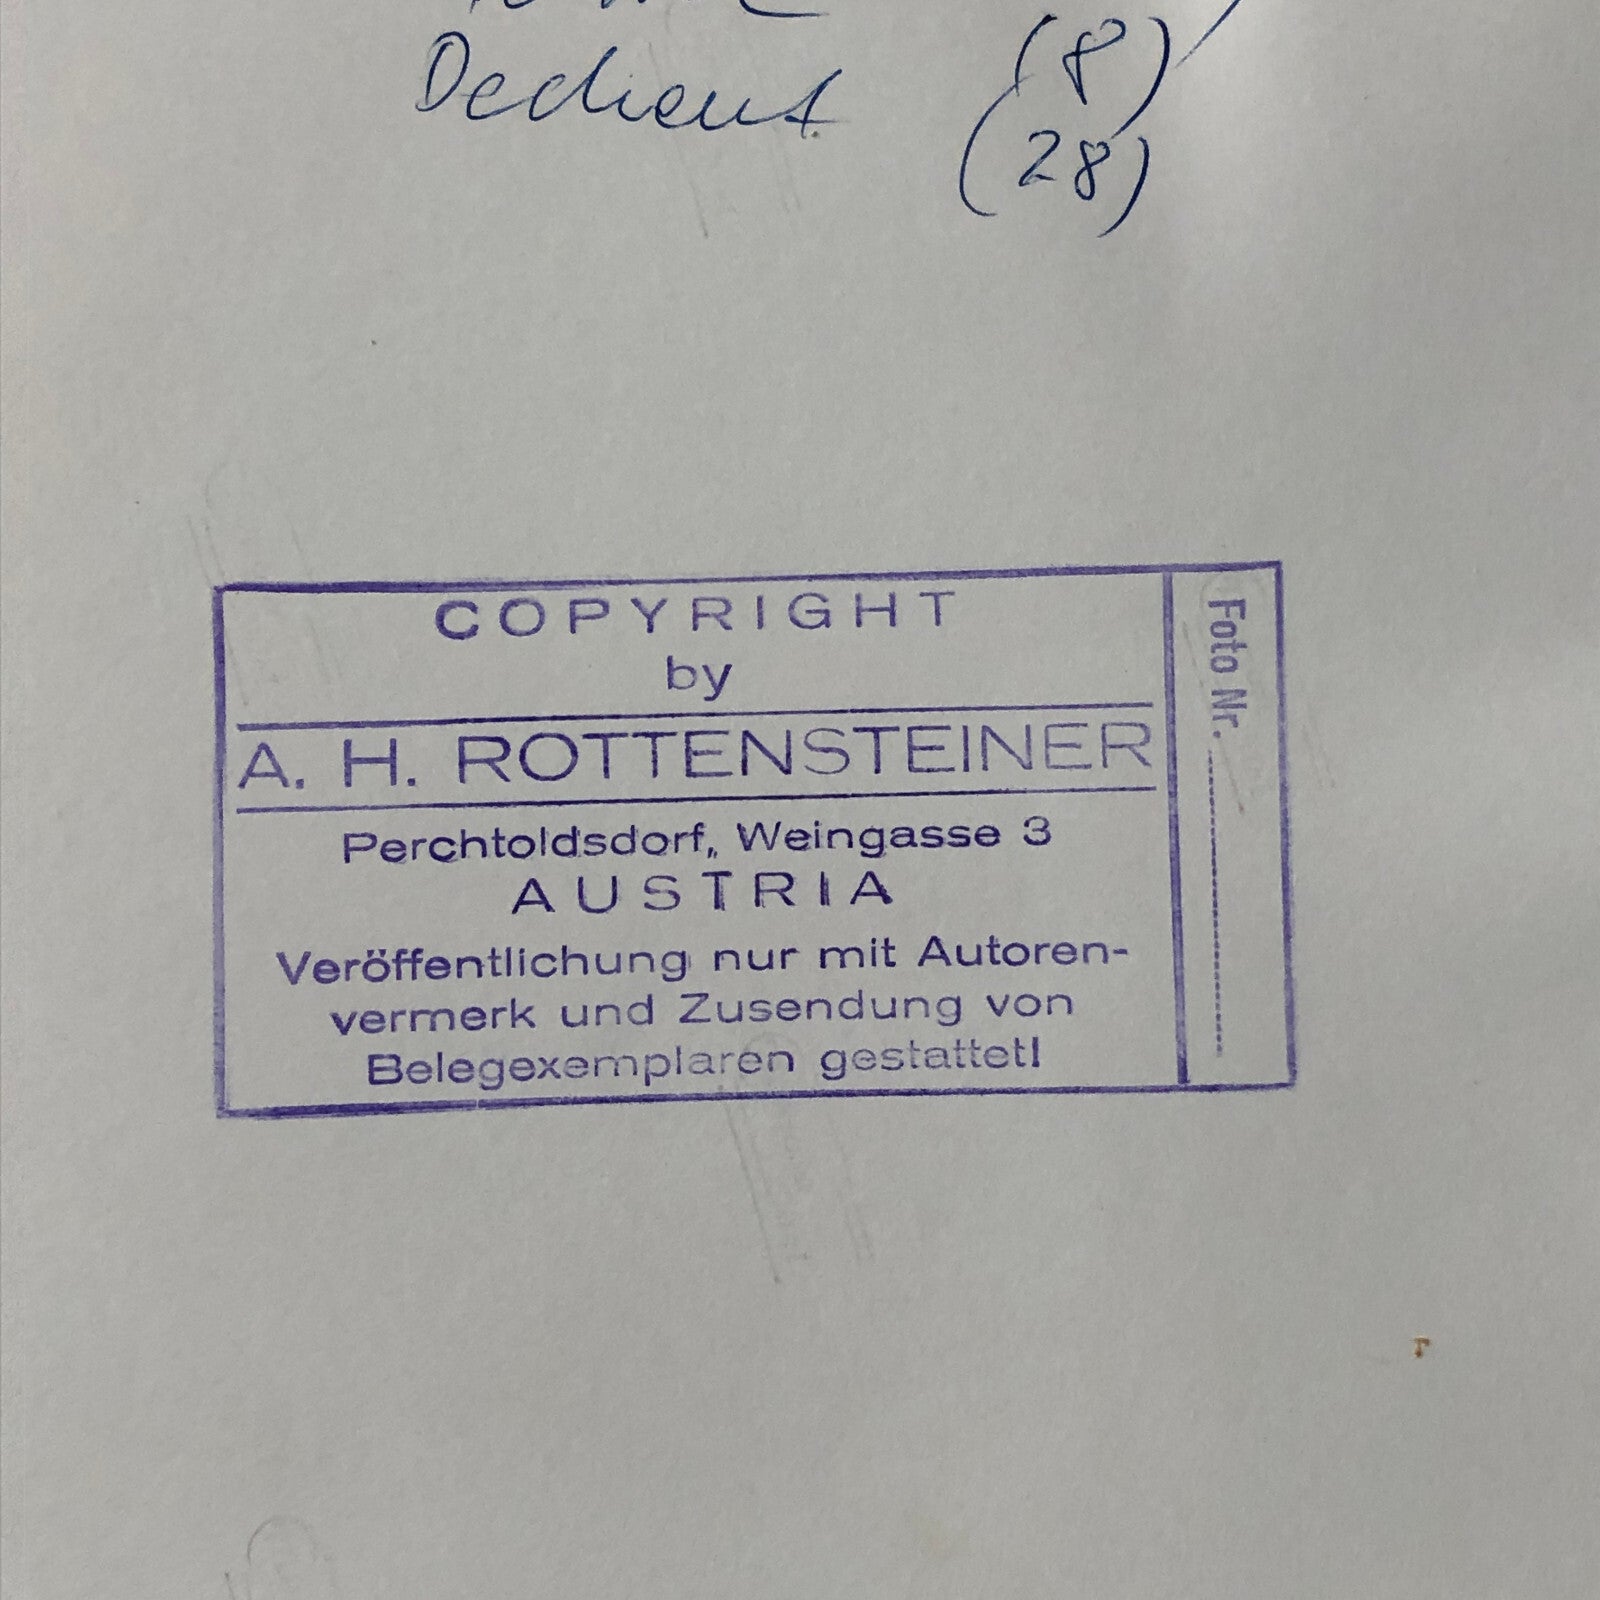 Dechent (8)
(28)
COPYRIGHT
by
A. H. ROTTENSTEINER
Perchtoldsdorf, Weingasse 3
AUSTRIA
Veröffentlichung nur mit Autoren-
vermerk und Zusendung von
Belegexemplaren gestattet!
Foto Nr.